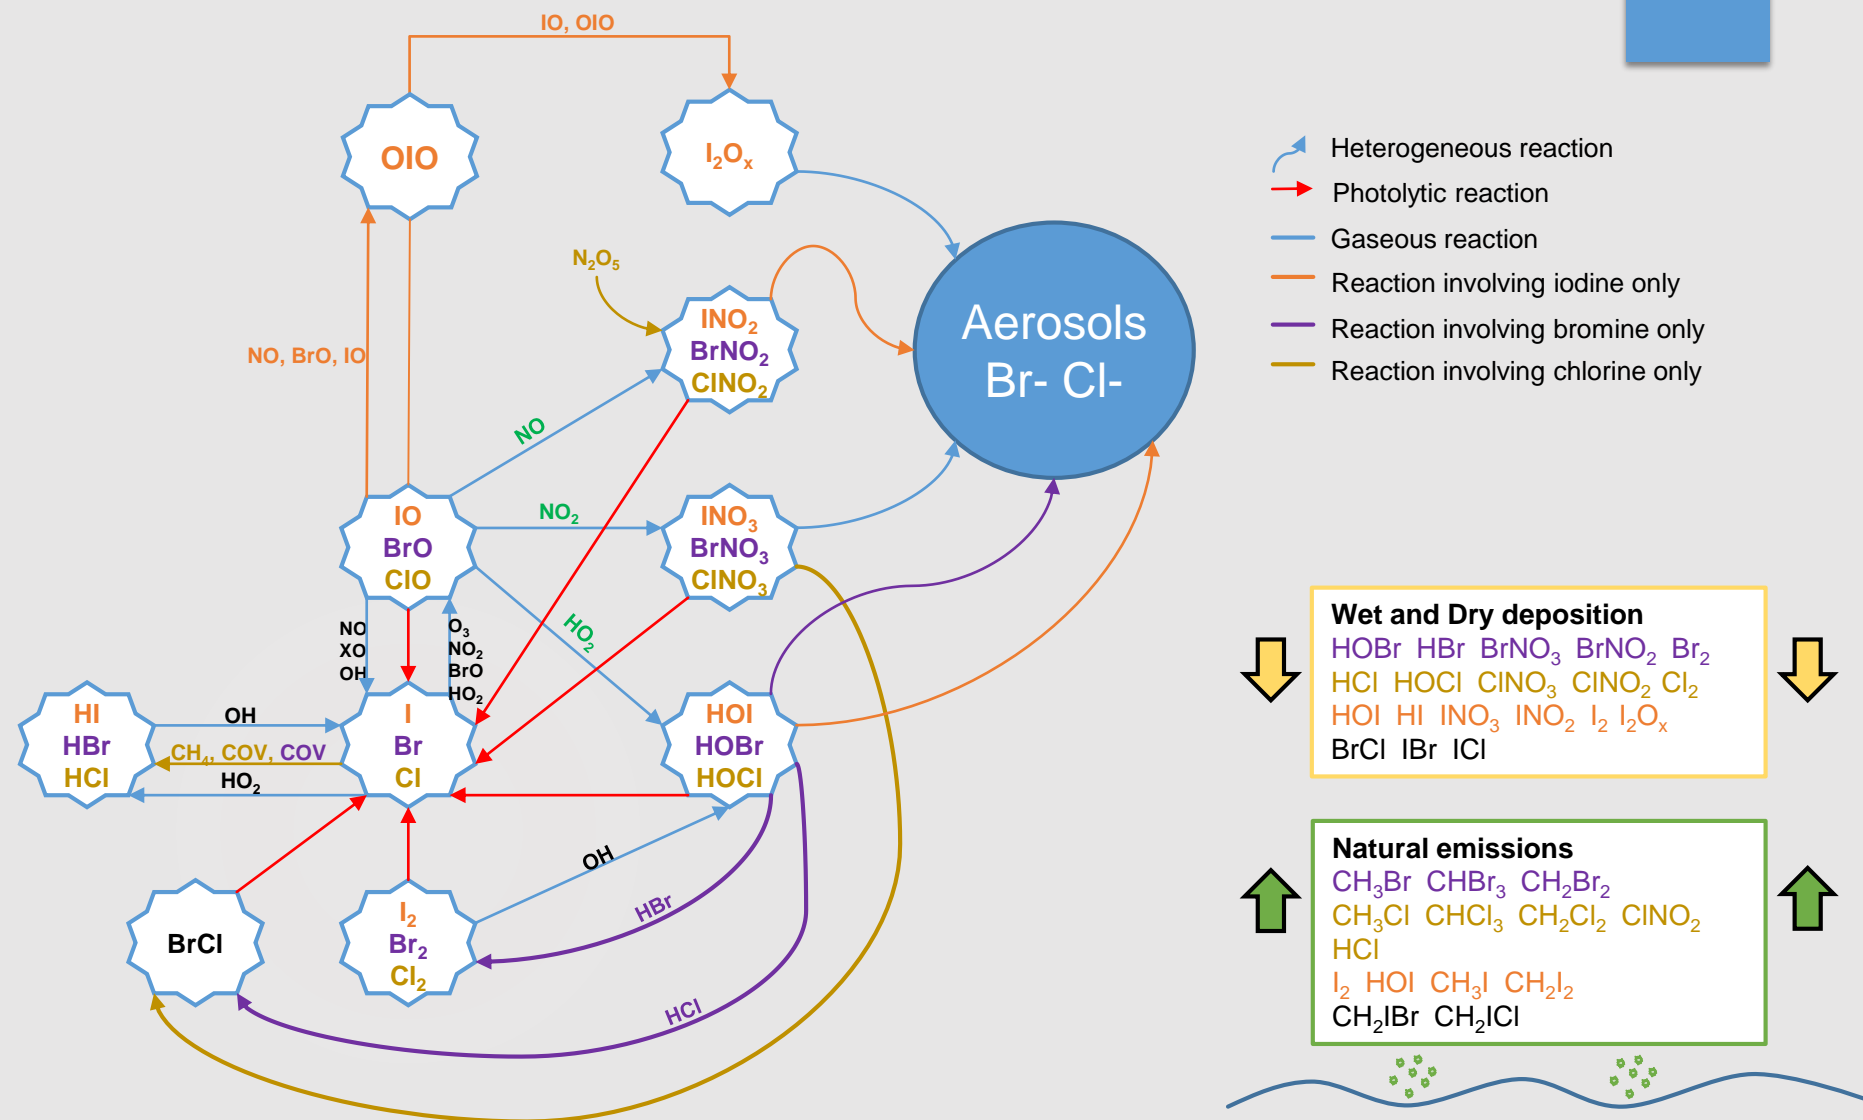 IO, OIO
OIO
I₂Oₓ
N₂O₅
NO, BrO, IO
INO₂
BrNO₂
ClNO₂
Aerosols
Br- Cl-
NO
NO₂
HO₂
IO
BrO
ClO
INO₃
BrNO₃
ClNO₃
NO
XO
OH
O₃
NO₂
BrO
HO₂
HI
HBr
HCl
OH
CH₄, COV, COV
HO₂
I
Br
Cl
HOI
HOBr
HOCl
OH
HBr
HCl
BrCl
I₂
Br₂
Cl₂
Heterogeneous reaction
Photolytic reaction
Gaseous reaction
Reaction involving iodine only
Reaction involving bromine only
Reaction involving chlorine only
Wet and Dry deposition
HOBr HBr BrNO₃ BrNO₂ Br₂
HCl HOCl ClNO₃ ClNO₂ Cl₂
HOI HI INO₃ INO₂ I₂ I₂Oₓ
BrCl IBr ICl
Natural emissions
CH₃Br CHBr₃ CH₂Br₂
CH₃Cl CHCl₃ CH₂Cl₂ ClNO₂
HCl
I₂ HOI CH₃I CH₂I₂
CH₂IBr CH₂ICl